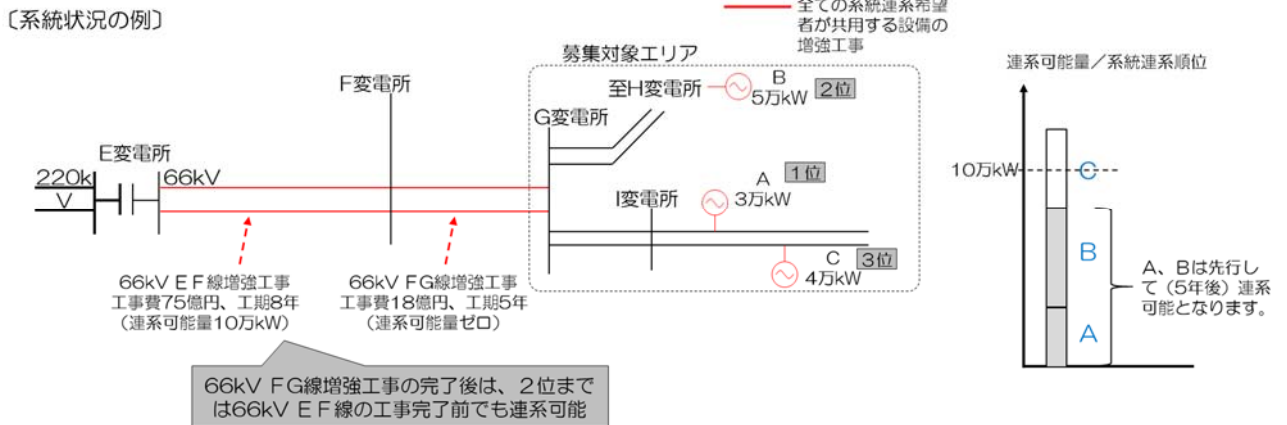 〔系統状況の例〕
全ての系統連系希望
者が共用する設備の
増強工事
募集対象エリア
連系可能量／系統連系順位
F変電所
至H変電所
B
5万kW
2位
G変電所
E変電所
220k
V
66kV
10万kW
C
1位
A
3万kW
I変電所
B
A、Bは先行し
て（5年後）連系
可能となります。
C
3位
4万kW
A
66kV EF線増強工事
工事費75億円、工期8年
（連系可能量10万kW）
66kV FG線増強工事
工事費18億円、工期5年
（連系可能量ゼロ）
66kV FG線増強工事の完了後は、2位まで
は66kV EF線の工事完了前でも連系可能